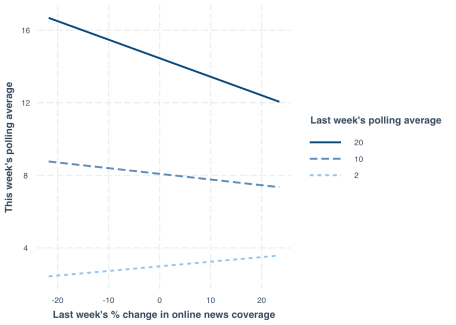 16
12
8
4
This week's polling average
-20 -10 0 10 20
Last week's % change in online news coverage
Last week's polling average
20
10
2